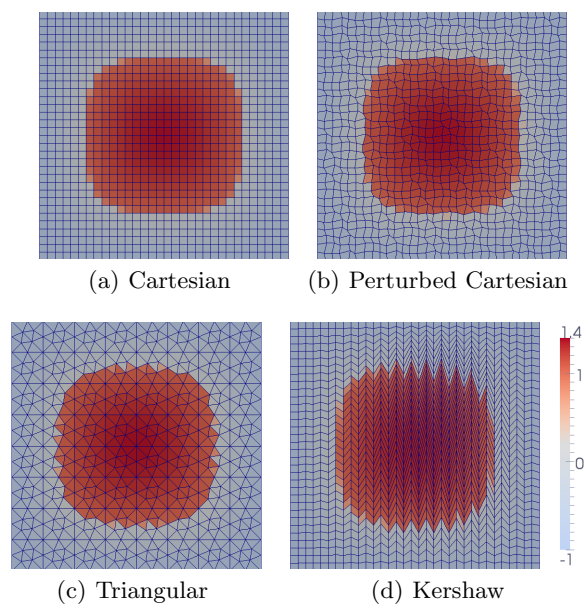 (a) Cartesian
(b) Perturbed Cartesian
1.4
1
0
-1
(c) Triangular
(d) Kershaw